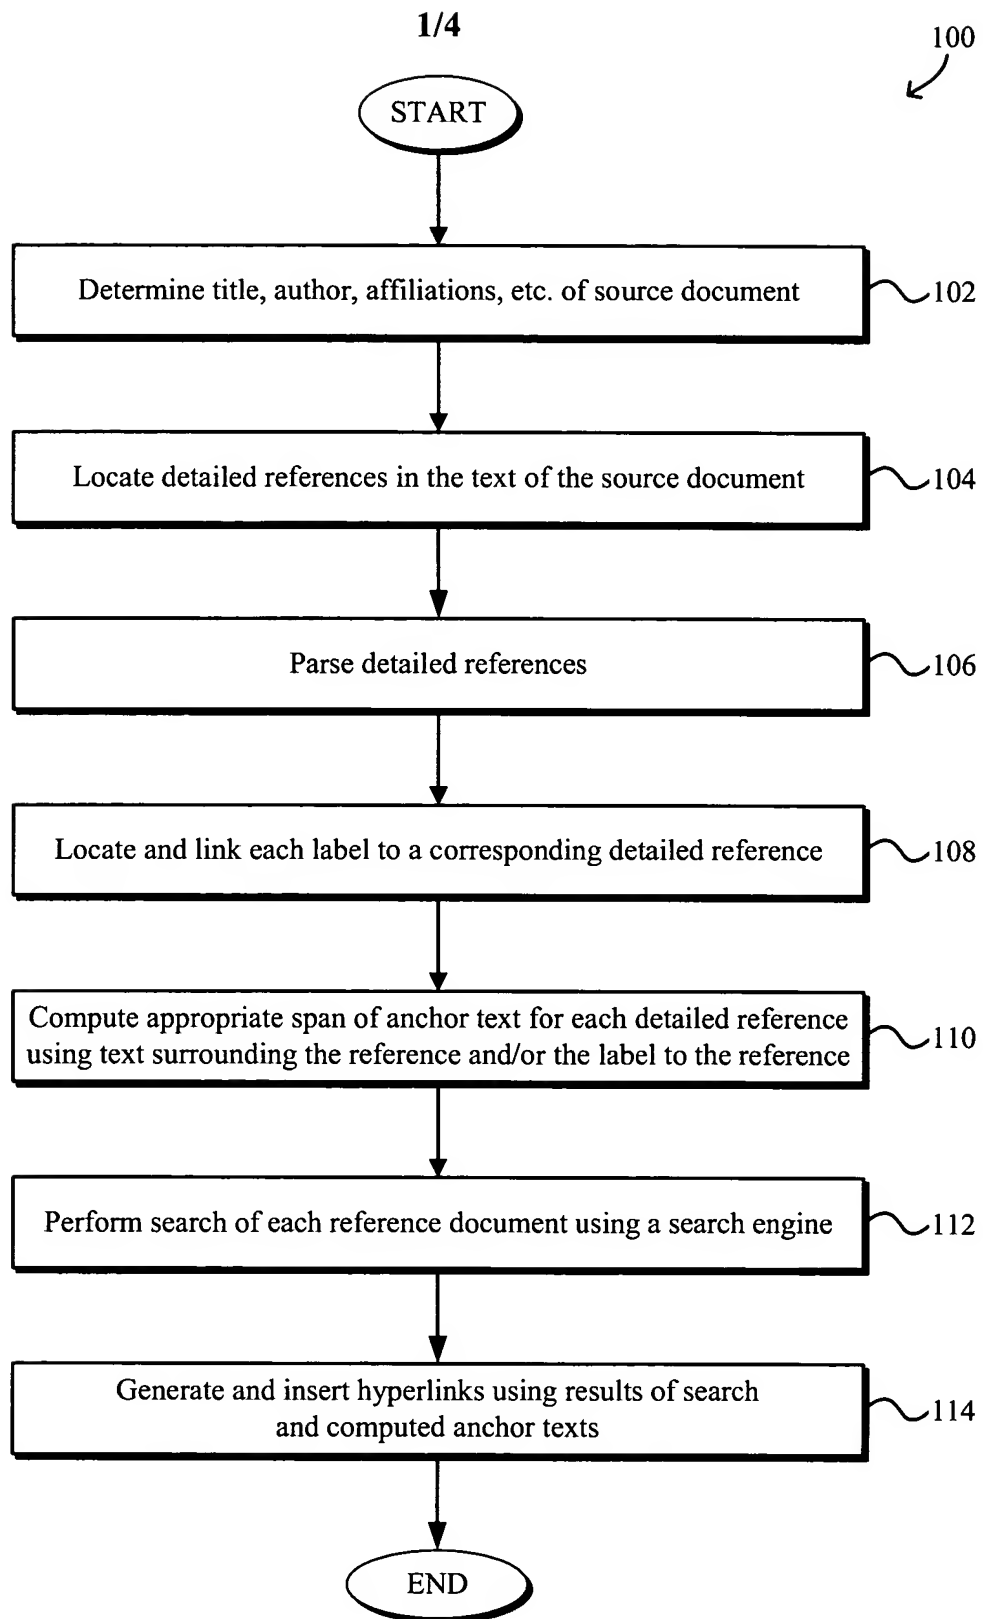 1/4
100
START
Determine title, author, affiliations, etc. of source document
102
Locate detailed references in the text of the source document
104
Parse detailed references
106
Locate and link each label to a corresponding detailed reference
108
Compute appropriate span of anchor text for each detailed reference
using text surrounding the reference and/or the label to the reference
110
Perform search of each reference document using a search engine
112
Generate and insert hyperlinks using results of search
and computed anchor texts
114
END